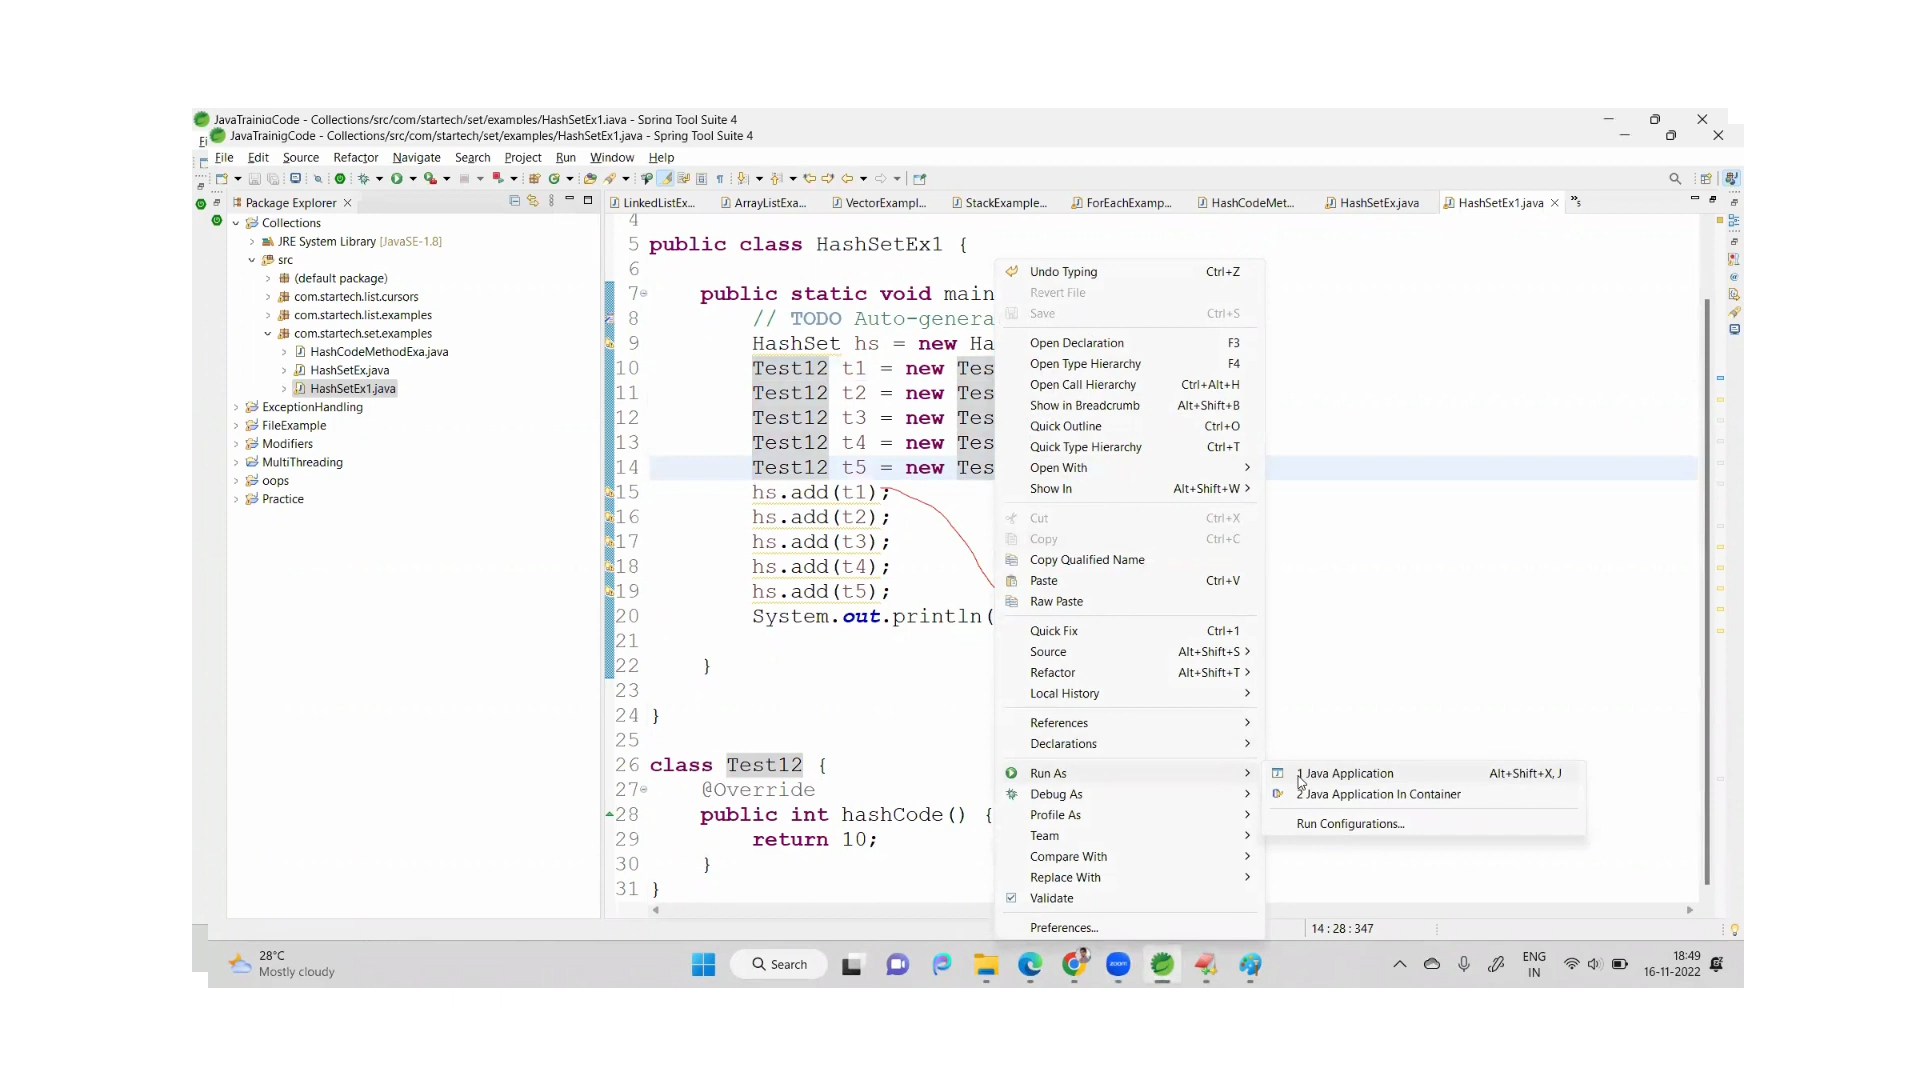 JavaTrainigCode - Collections/src/com/startech/set/examples/HashSetEx1.java - Spring Tool Suite 4
JavaTrainigCode - Collections/src/com/startech/set/examples/HashSetEx1.java - Spring Tool Suite 4
File Edit Source Refactor Navigate Search Project Run Window Help
Package Explorer
LinkedListEx... ArrayListExa... VectorExampl... StackExample... ForEachExamp... HashCodeMet... HashSetEx.java HashSetEx1.java »5
Collections
JRE System Library [JavaSE-1.8]
src
(default package)
com.startech.list.cursors
com.startech.list.examples
com.startech.set.examples
HashCodeMethodExa.java
HashSetEx.java
HashSetEx1.java
ExceptionHandling
FileExample
Modifiers
MultiThreading
oops
Practice
4
5 public class HashSetEx1 {
6
7 public static void main
8 // TODO Auto-genera
9 HashSet hs = new Ha
10 Test12 t1 = new Tes
11 Test12 t2 = new Tes
12 Test12 t3 = new Tes
13 Test12 t4 = new Tes
14 Test12 t5 = new Tes
15 hs.add(t1);
16 hs.add(t2);
17 hs.add(t3);
18 hs.add(t4);
19 hs.add(t5);
20 System.out.println(
21
22 }
23
24 }
25
26 class Test12 {
27 @Override
28 public int hashCode() {
29 return 10;
30 }
31 }
Undo Typing Ctrl+Z
Revert File
Save Ctrl+S
Open Declaration F3
Open Type Hierarchy F4
Open Call Hierarchy Ctrl+Alt+H
Show in Breadcrumb Alt+Shift+B
Quick Outline Ctrl+O
Quick Type Hierarchy Ctrl+T
Open With
Show In Alt+Shift+W
Cut Ctrl+X
Copy Ctrl+C
Copy Qualified Name
Paste Ctrl+V
Raw Paste
Quick Fix Ctrl+1
Source Alt+Shift+S
Refactor Alt+Shift+T
Local History
References
Declarations
Run As
Debug As
Profile As
Team
Compare With
Replace With
Validate
Preferences...
1 Java Application Alt+Shift+X, J
2 Java Application In Container
Run Configurations...
14 : 28 : 347
28°C
Mostly cloudy
Search
zoom
ENG
IN
18:49
16-11-2022